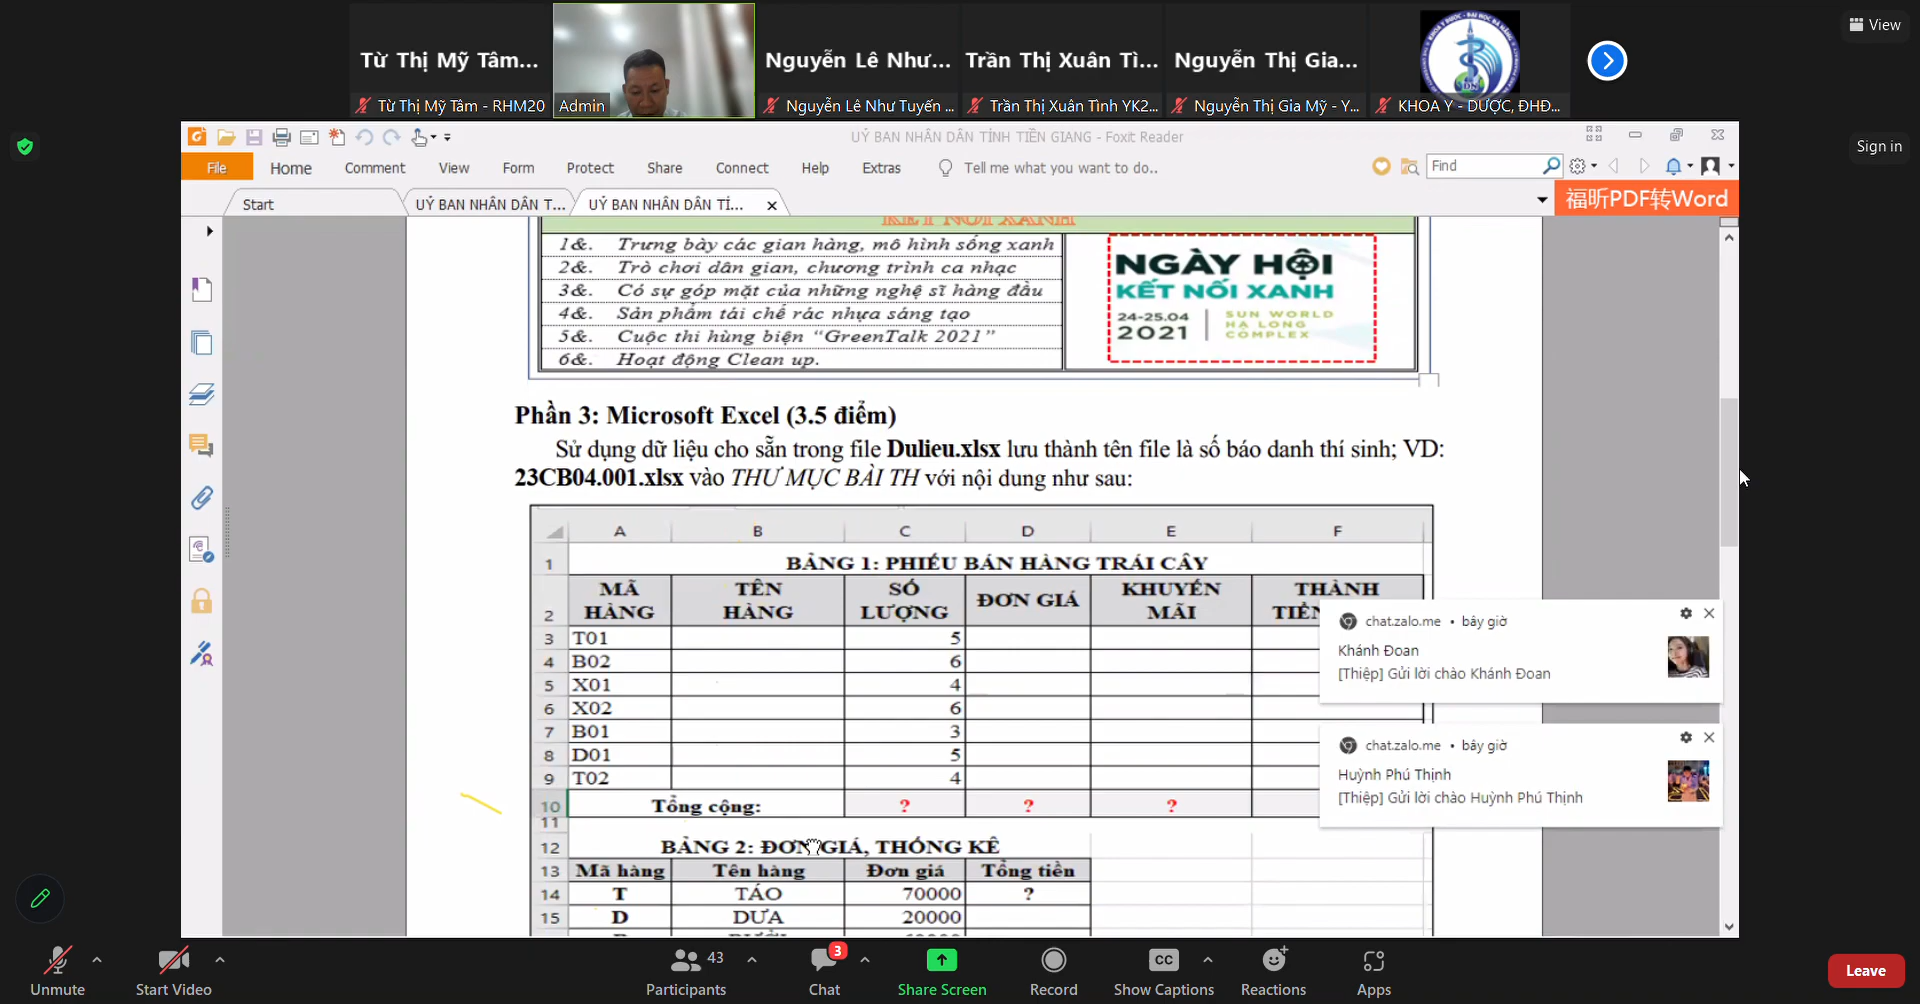 Từ Thị Mỹ Tâm...
Nguyễn Lê Như...
Trần Thị Xuân Tì...
Nguyễn Thị Gia...
View
Từ Thị Mỹ Tâm - RHM20
Admin
Nguyễn Lê Như Tuyến ...
Trần Thị Xuân Tình YK2...
Nguyễn Thị Gia Mỹ - Y...
KHOA Y - DƯỢC, ĐHĐ...
UỶ BAN NHÂN DÂN TỈNH TIỀN GIANG - Foxit Reader
Sign in
File Home Comment View Form Protect Share Connect Help Extras Tell me what you want to do.. Find
Start
UỶ BAN NHÂN DÂN T...
UỶ BAN NHÂN DÂN TỈ...
福昕PDF转Word
KẾT NỐI XANH
1&. Trưng bày các gian hàng, mô hình sống xanh
2&. Trò chơi dân gian, chương trình ca nhạc
3&. Có sự góp mặt của những nghệ sĩ hàng đầu
4&. Sản phẩm tái chế rác nhựa sáng tạo
5&. Cuộc thi hùng biện “GreenTalk 2021”
6&. Hoạt động Clean up.
NGÀY HỘI
KẾT NỐI XANH
24-25.04
2021
SUN WORLD
HA LONG
COMPLEX
Phần 3: Microsoft Excel (3.5 điểm)
Sử dụng dữ liệu cho sẵn trong file Dulieu.xlsx lưu thành tên file là số báo danh thí sinh; VD:
23CB04.001.xlsx vào THƯ MỤC BÀI TH với nội dung như sau:
A B C D E F
1 BẢNG 1: PHIẾU BÁN HÀNG TRÁI CÂY
2 MÃ HÀNG TÊN HÀNG SỐ LƯỢNG ĐƠN GIÁ KHUYẾN MÃI THÀNH
3 T01 5
4 B02 6
5 X01 4
6 X02 6
7 B01 3
8 D01 5
9 T02 4
10 Tổng cộng: ? ? ?
11
12 BẢNG 2: ĐƠN GIÁ, THỐNG KÊ
13 Mã hàng Tên hàng Đơn giá Tổng tiền
14 T TÁO 70000 ?
15 D DƯA 20000
chat.zalo.me • bây giờ
Khánh Đoan
[Thiệp] Gửi lời chào Khánh Đoan
chat.zalo.me • bây giờ
Huỳnh Phú Thịnh
[Thiệp] Gửi lời chào Huỳnh Phú Thịnh
43
3
CC
Unmute
Start Video
Participants
Chat
Share Screen
Record
Show Captions
Reactions
Apps
Leave